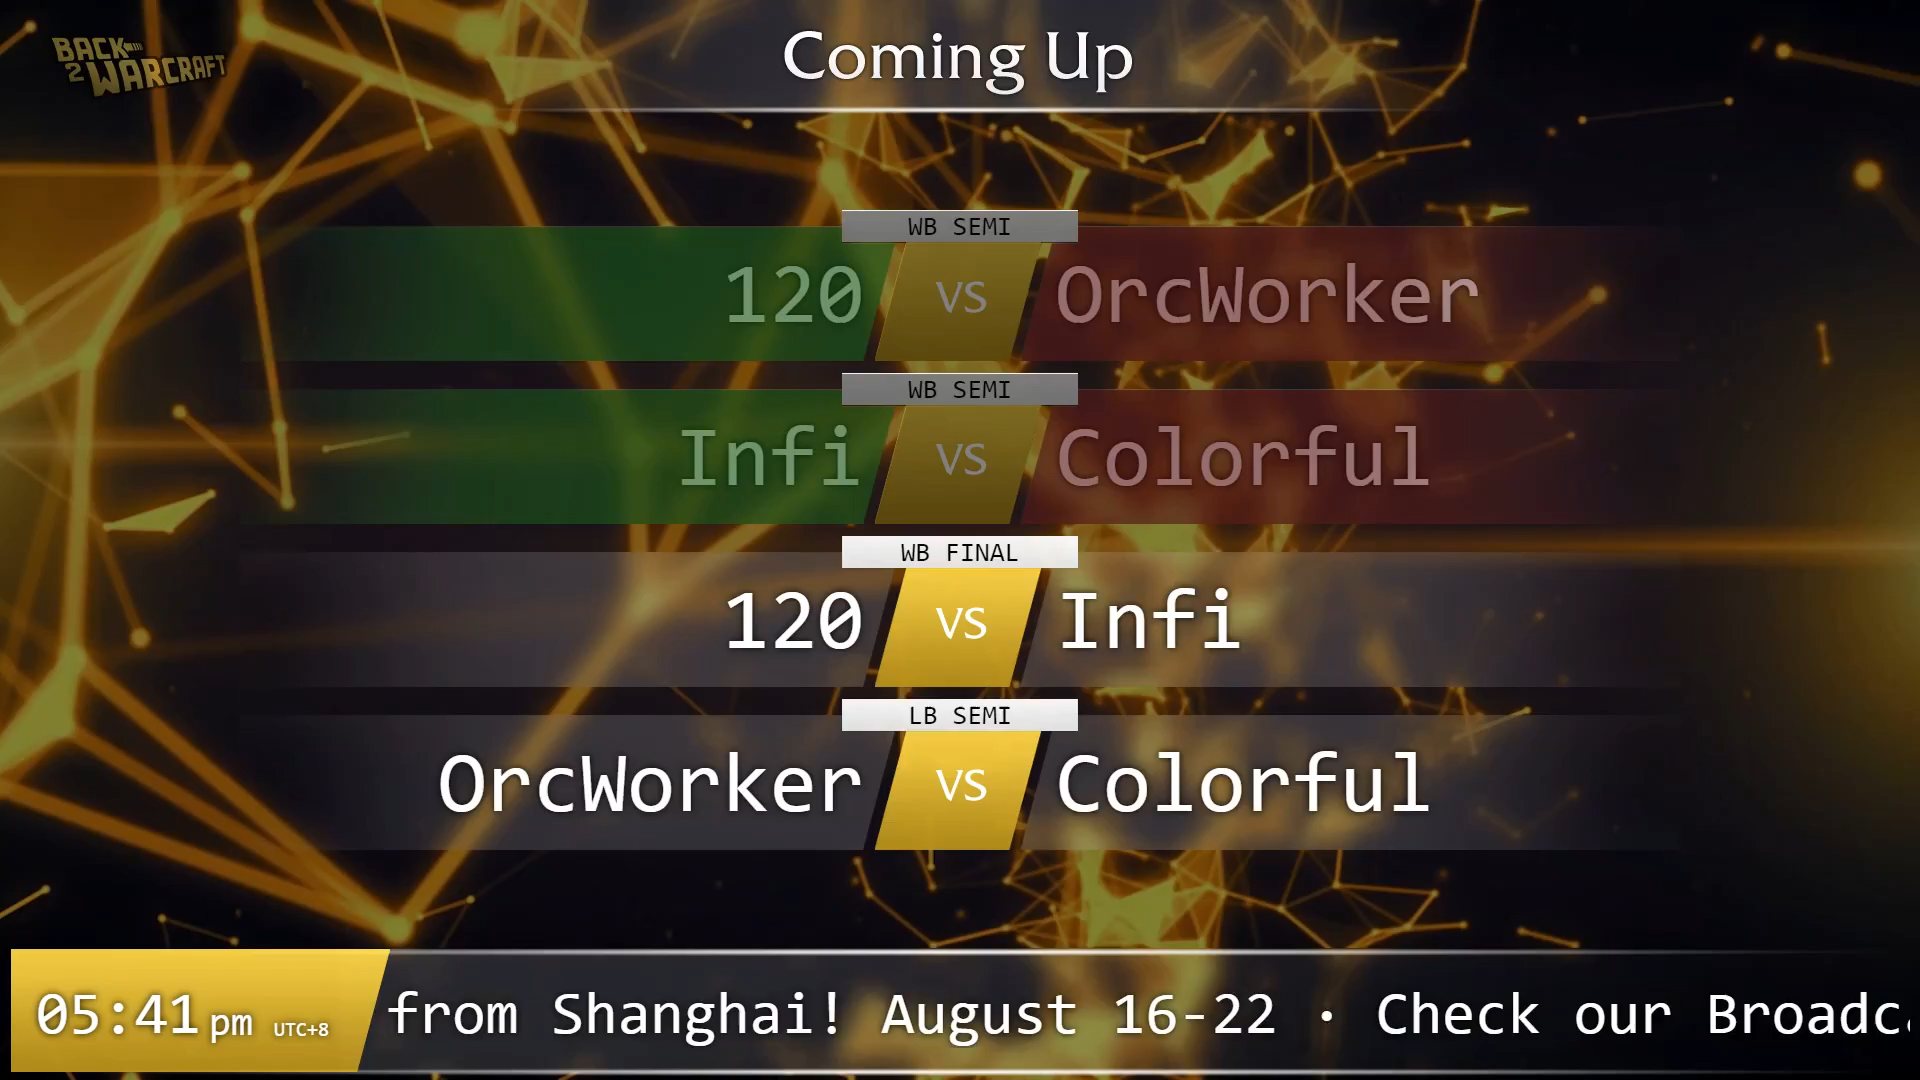 BACK
2 WARCRAFT
Coming Up
WB SEMI
120 VS OrcWorker
WB SEMI
Infi VS Colorful
WB FINAL
120 VS Infi
LB SEMI
OrcWorker VS Colorful
05:41 pm UTC+8
from Shanghai! August 16-22 · Check our Broadc